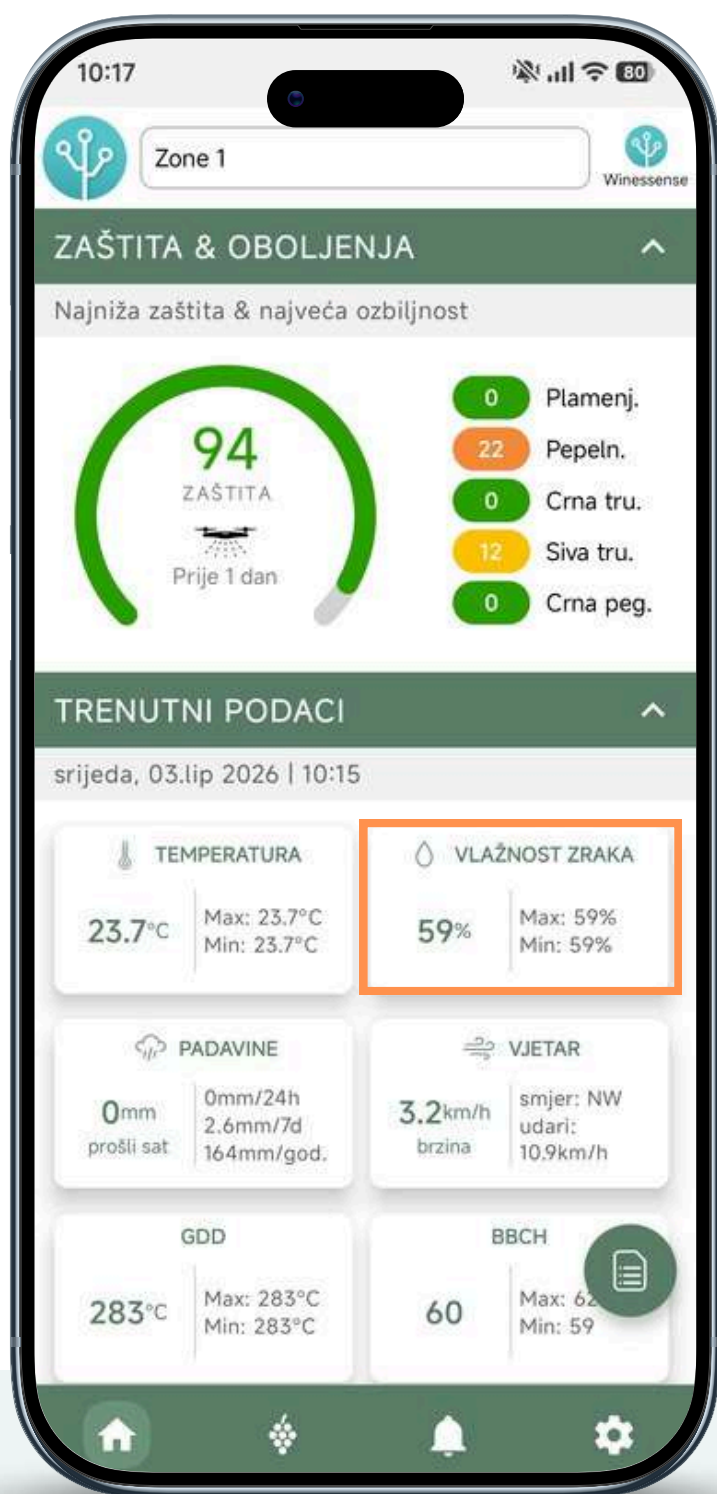 10:17
80
Zone 1
Winessense
ZAŠTITA & OBOLJENJA
Najniža zaštita & najveća ozbiljnost
94
ZAŠTITA
Prije 1 dan
0 Plamenj.
22 Pepeln.
0 Crna tru.
12 Siva tru.
0 Crna peg.
TRENUTNI PODACI
srijeda, 03.lip 2026 | 10:15
TEMPERATURA
23.7°C
Max: 23.7°C
Min: 23.7°C
VLAŽNOST ZRAKA
59%
Max: 59%
Min: 59%
PADAVINE
0mm
prošli sat
0mm/24h
2.6mm/7d
164mm/god.
VJETAR
3.2km/h
brzina
smjer: NW
udari:
10.9km/h
GDD
283°C
Max: 283°C
Min: 283°C
BBCH
60
Max:
Min: 59